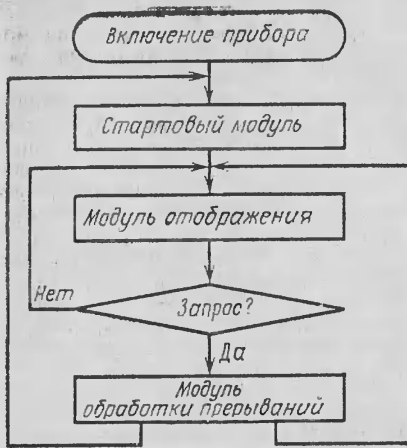 Включение прибора
Стартовый модуль
Модуль отображения
Нет
Запрос?
Да
Модуль
обработки прерываний